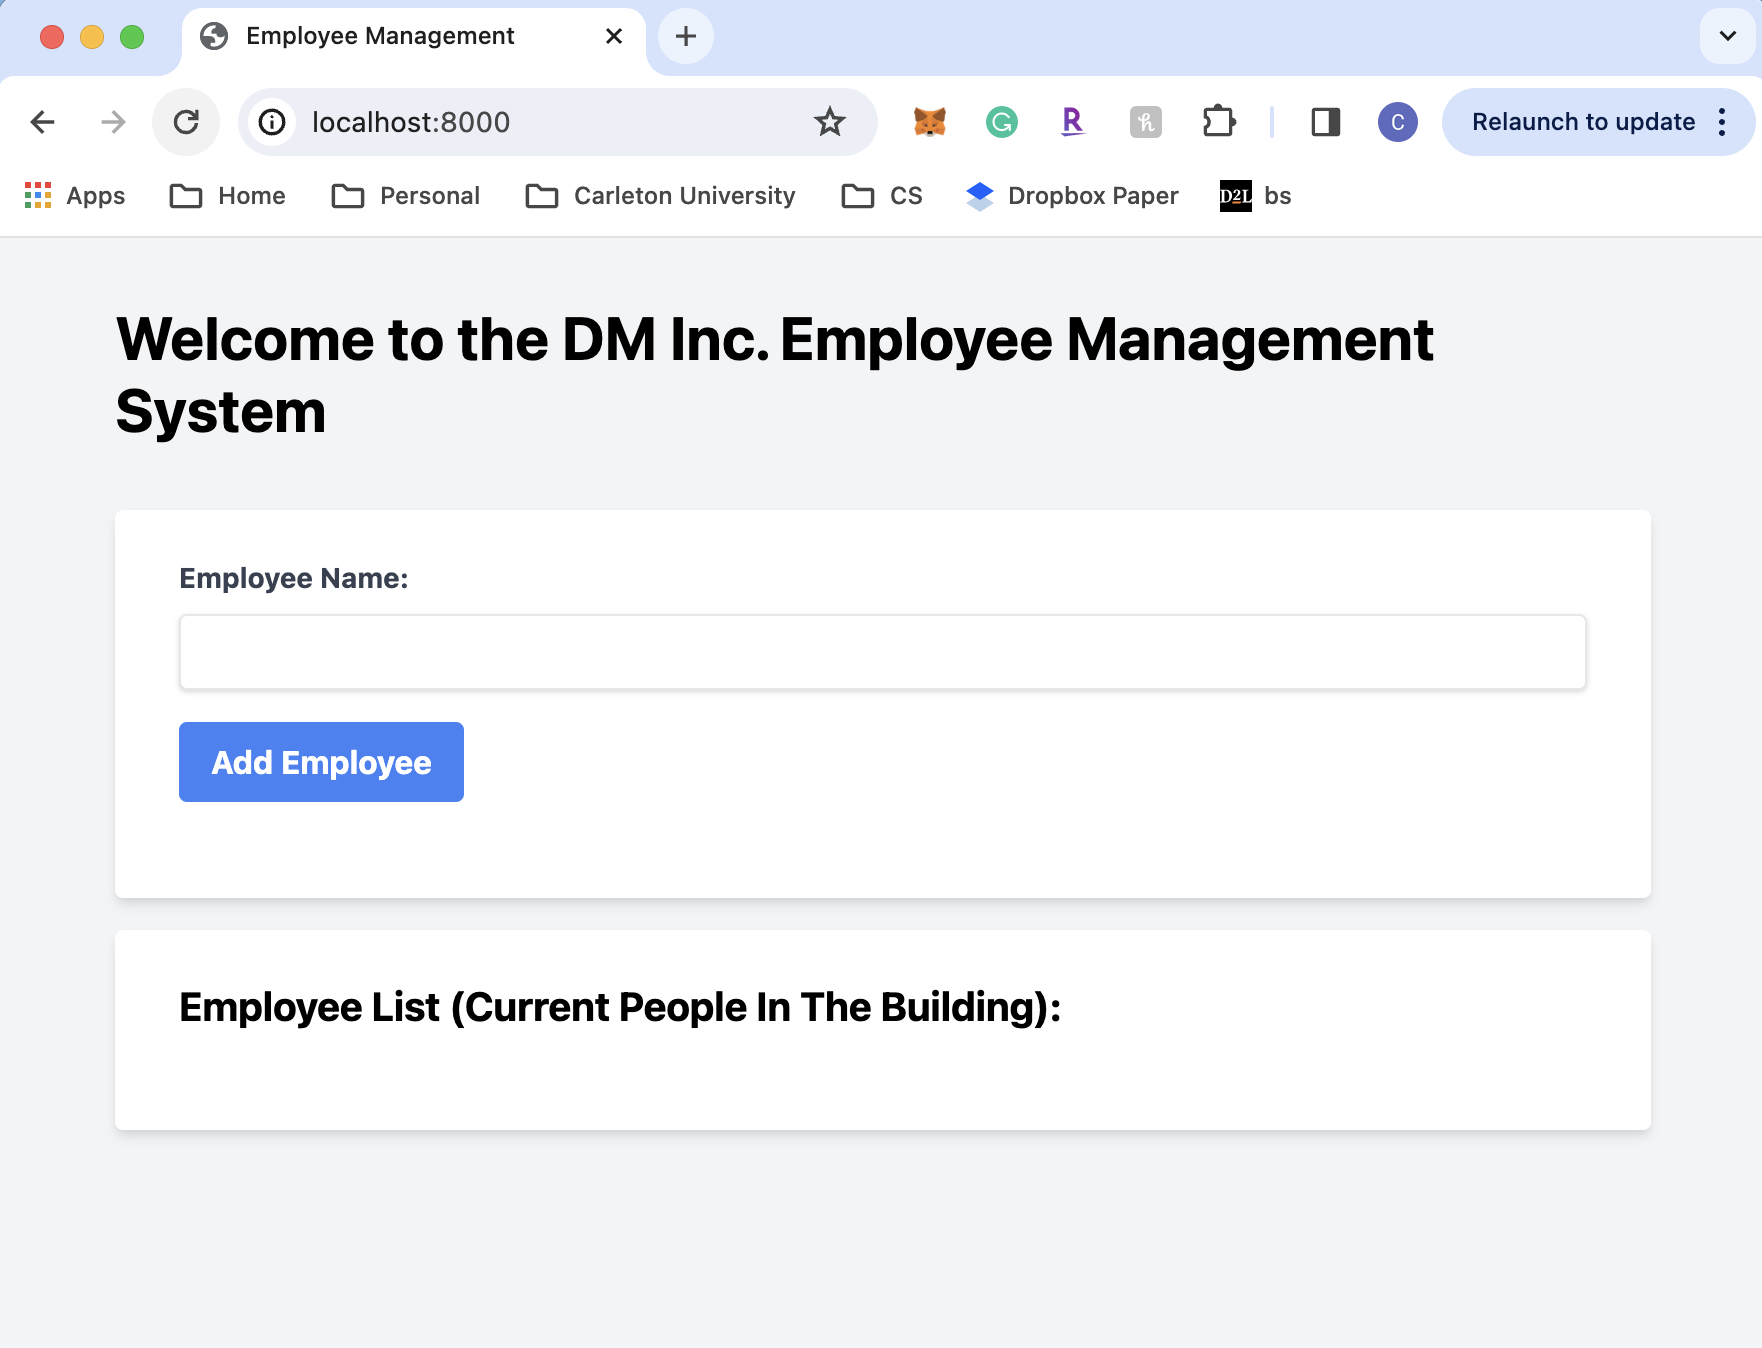 Employee Management
localhost:8000
R
h
C
Relaunch to update
Apps
Home
Personal
Carleton University
CS
Dropbox Paper
D2L
bs
Welcome to the DM Inc. Employee Management
System
Employee Name:
Add Employee
Employee List (Current People In The Building):